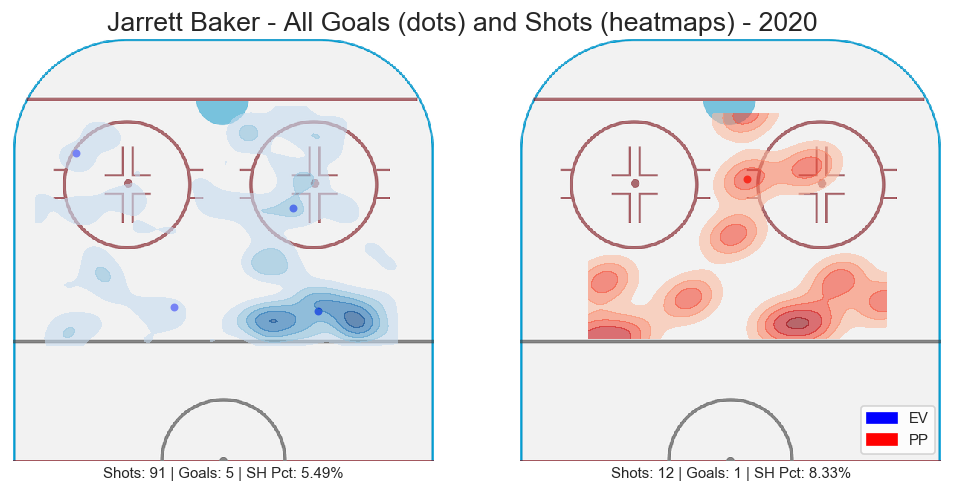 Jarrett Baker - All Goals (dots) and Shots (heatmaps) - 2020
EV
PP
Shots: 91 | Goals: 5 | SH Pct: 5.49%
Shots: 12 | Goals: 1 | SH Pct: 8.33%